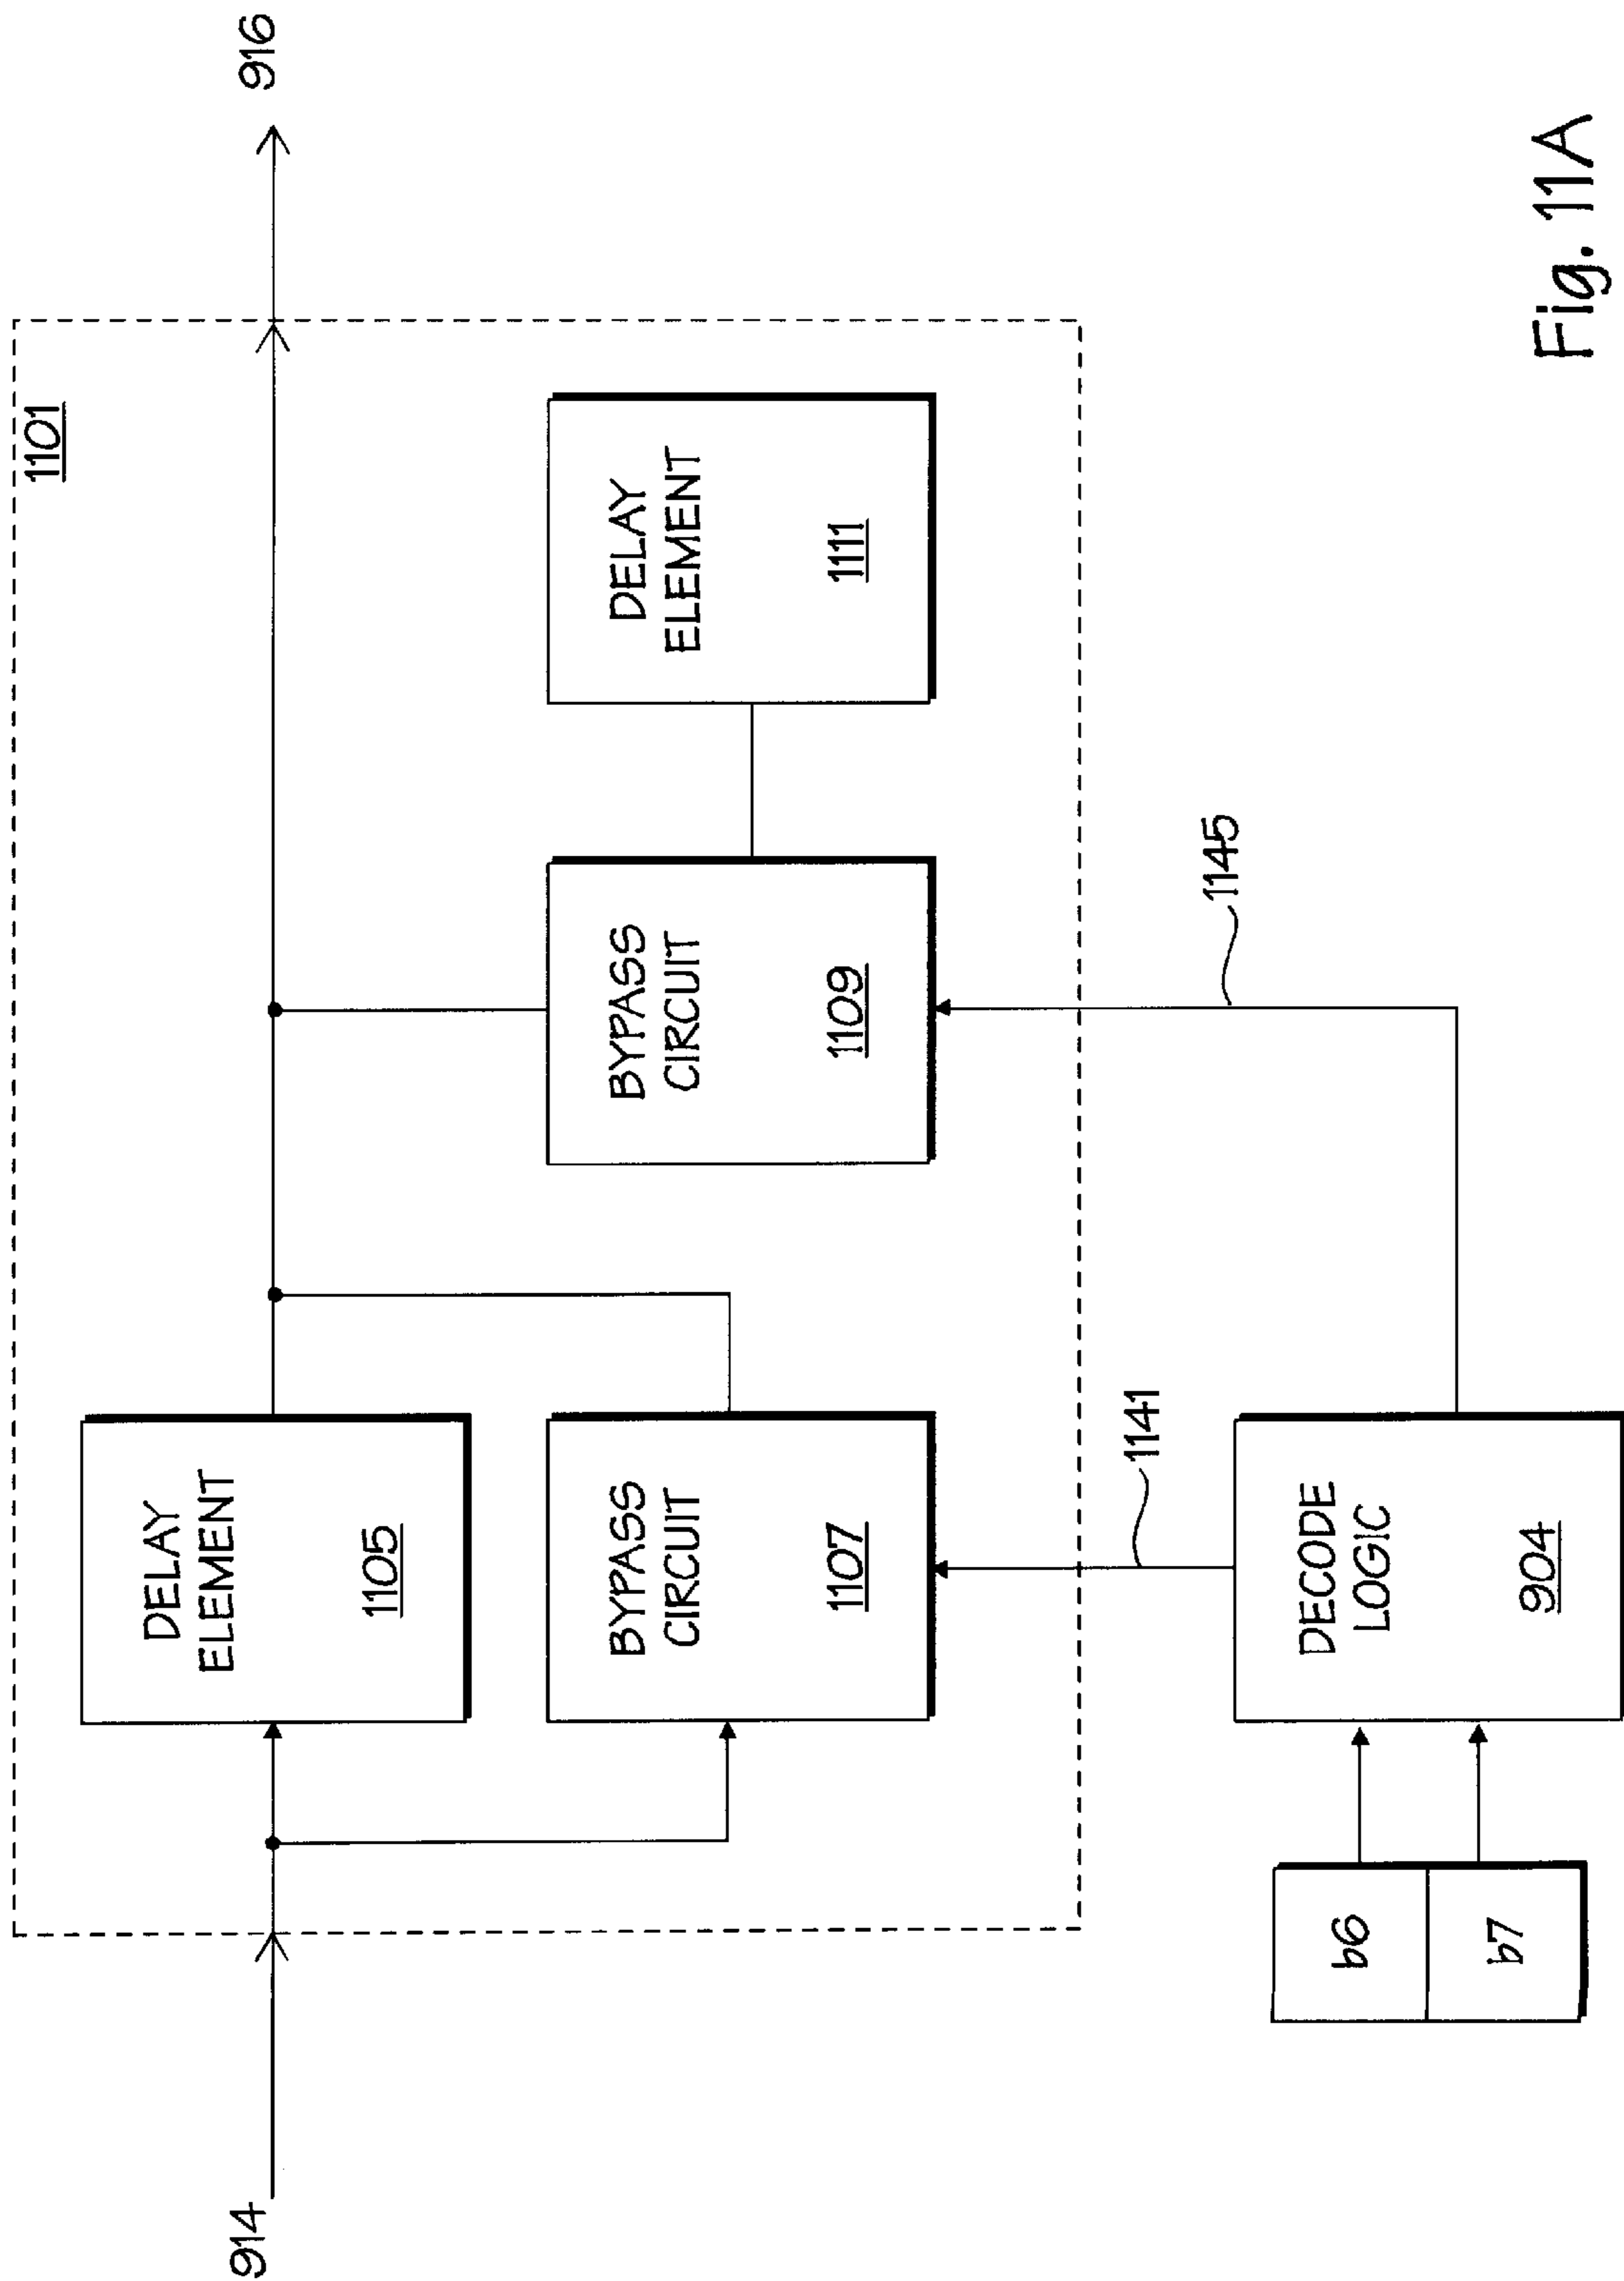 1101
914
916
DELAY
ELEMENT
1105
BYPASS
CIRCUIT
1107
BYPASS
CIRCUIT
1109
DELAY
ELEMENT
1111
1141
1145
DECODE
LOGIC
904
b6
b7
Fig. 11A